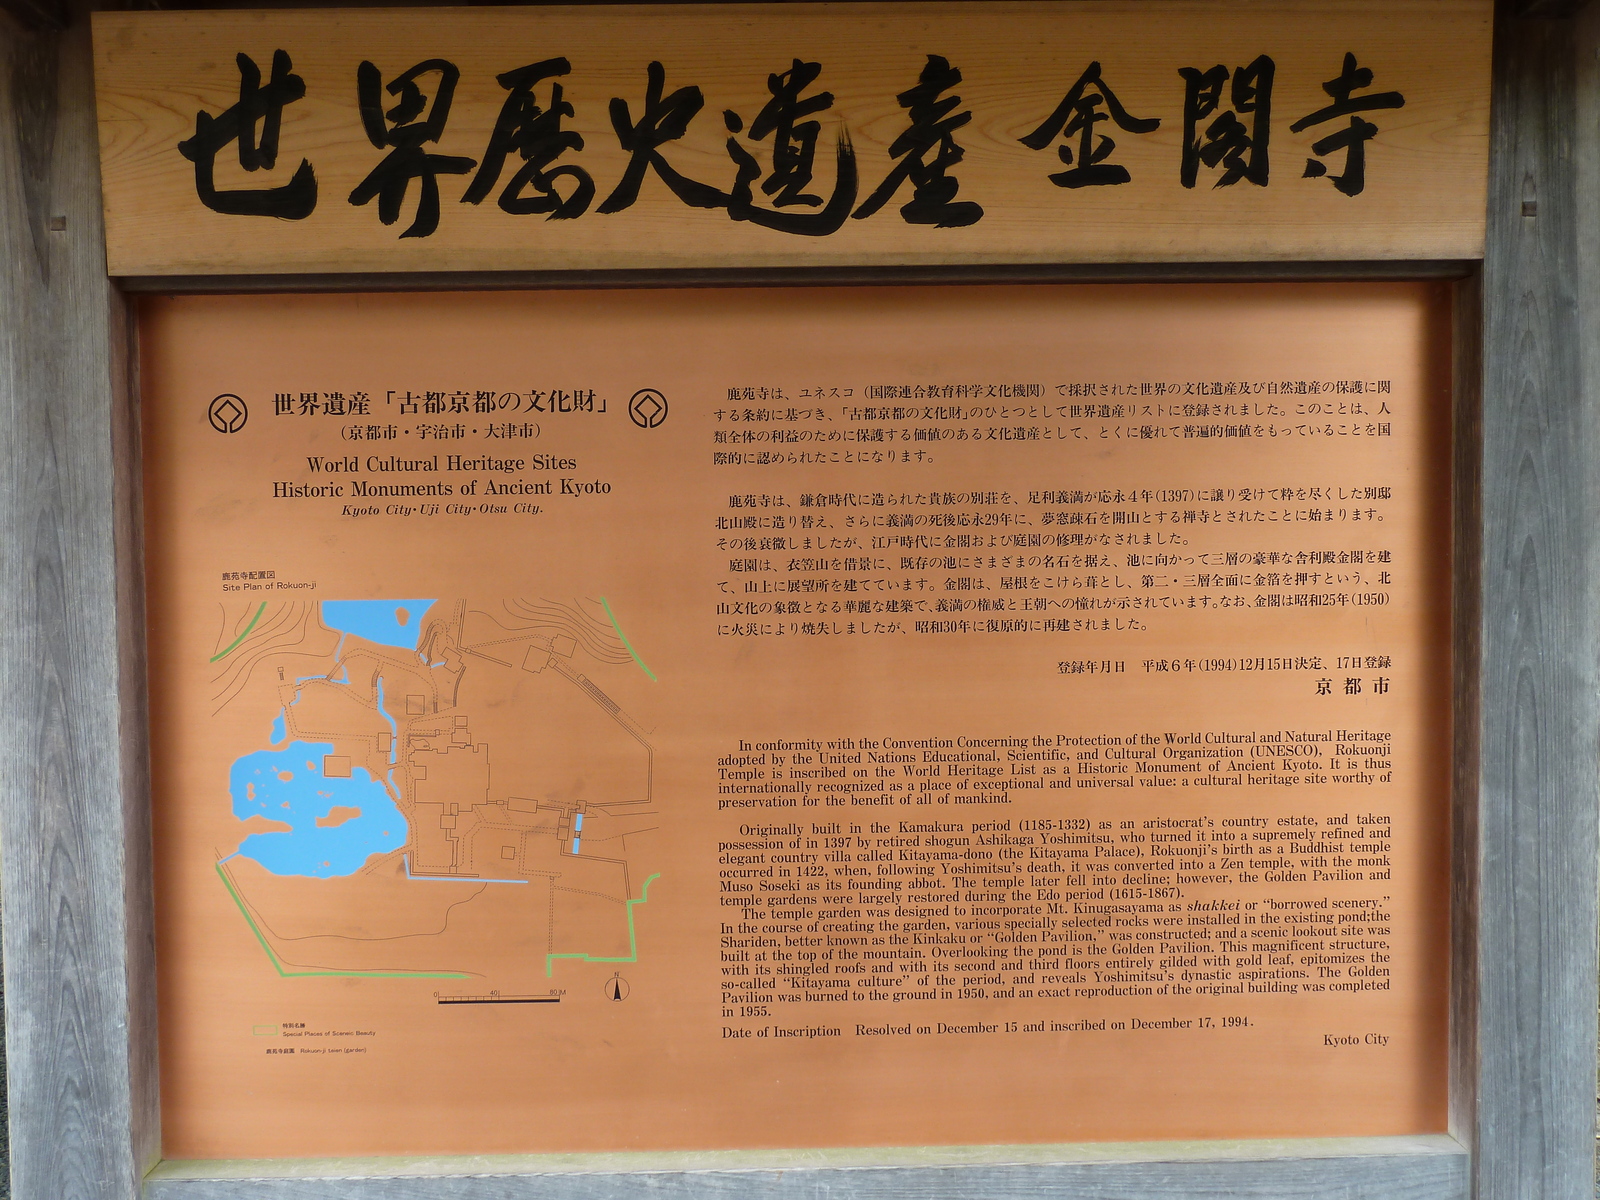 世界歴史遺産 金閣寺
世界遺産「古都京都の文化財」
(京都市・宇治市・大津市)
World Cultural Heritage Sites
Historic Monuments of Ancient Kyoto
Kyoto City・Uji City・Otsu City.
鹿苑寺配置図
Site Plan of Rokuon-ji
N
0 40 80 M
特別名勝
Special Places of Sceneic Beauty
鹿苑寺庭園 Rokuon-ji teien (garden)
鹿苑寺は、ユネスコ（国際連合教育科学文化機関）で採択された世界の文化遺産及び自然遺産の保護に関
する条約に基づき、「古都京都の文化財」のひとつとして世界遺産リストに登録されました。このことは、人
類全体の利益のために保護する価値のある文化遺産として、とくに優れて普遍的価値をもっていることを国
際的に認められたことになります。
鹿苑寺は、鎌倉時代に造られた貴族の別荘を、足利義満が応永４年(1397)に譲り受けて粋を尽くした別邸
北山殿に造り替え、さらに義満の死後応永29年に、夢窓疎石を開山とする禅寺とされたことに始まります。
その後衰微しましたが、江戸時代に金閣および庭園の修理がなされました。
庭園は、衣笠山を借景に、既存の池にさまざまの名石を据え、池に向かって三層の豪華な舎利殿金閣を建
て、山上に展望所を建てています。金閣は、屋根をこけら葺とし、第二・三層全面に金箔を押すという、北
山文化の象徴となる華麗な建築で、義満の権威と王朝への憧れが示されています。なお、金閣は昭和25年(1950)
に火災により焼失しましたが、昭和30年に復原的に再建されました。
登録年月日 平成６年(1994)12月15日決定、17日登録
京都市
In conformity with the Convention Concerning the Protection of the World Cultural and Natural Heritage
adopted by the United Nations Educational, Scientific, and Cultural Organization (UNESCO), Rokuonji
Temple is inscribed on the World Heritage List as a Historic Monument of Ancient Kyoto. It is thus
internationally recognized as a place of exceptional and universal value: a cultural heritage site worthy of
preservation for the benefit of all of mankind.
Originally built in the Kamakura period (1185-1332) as an aristocrat's country estate, and taken
possession of in 1397 by retired shogun Ashikaga Yoshimitsu, who turned it into a supremely refined and
elegant country villa called Kitayama-dono (the Kitayama Palace), Rokuonji's birth as a Buddhist temple
occurred in 1422, when, following Yoshimitsu's death, it was converted into a Zen temple, with the monk
Muso Soseki as its founding abbot. The temple later fell into decline; however, the Golden Pavilion and
temple gardens were largely restored during the Edo period (1615-1867).
The temple garden was designed to incorporate Mt. Kinugasayama as shakkei or "borrowed scenery."
In the course of creating the garden, various specially selected rocks were installed in the existing pond;the
Shariden, better known as the Kinkaku or "Golden Pavilion," was constructed; and a scenic lookout site was
built at the top of the mountain. Overlooking the pond is the Golden Pavilion. This magnificent structure,
with its shingled roofs and with its second and third floors entirely gilded with gold leaf, epitomizes the
so-called "Kitayama culture" of the period, and reveals Yoshimitsu's dynastic aspirations. The Golden
Pavilion was burned to the ground in 1950, and an exact reproduction of the original building was completed
in 1955.
Date of Inscription Resolved on December 15 and inscribed on December 17, 1994.
Kyoto City